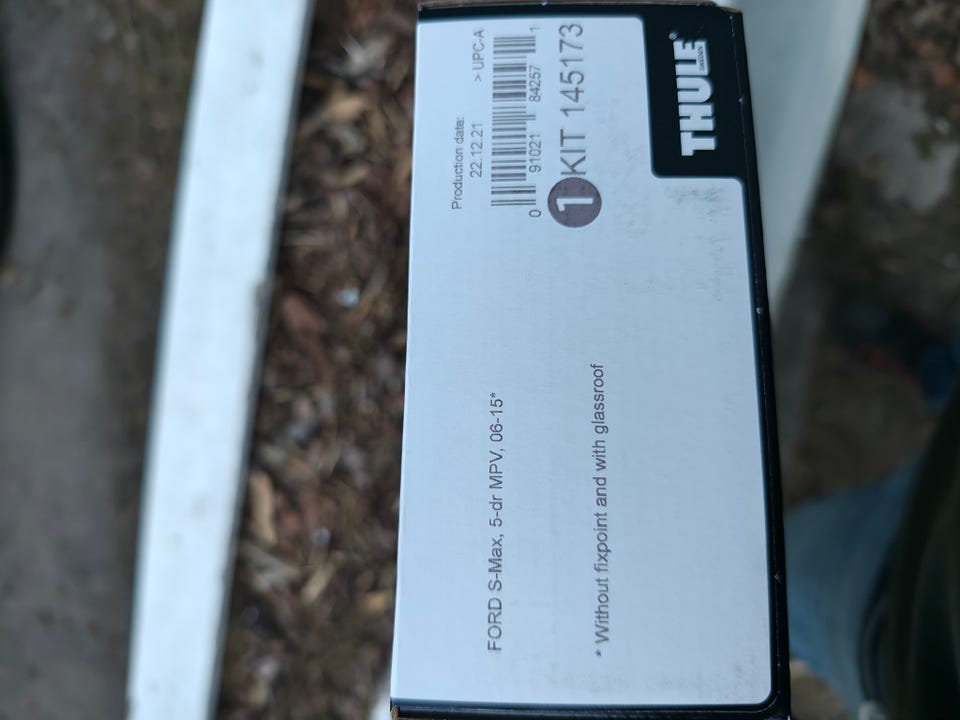 THULE®
SWEDEN
1 KIT 145173
Production date:
22.12.21 > UPC-A
0 91021 84257 1
FORD S-Max, 5-dr MPV, 06-15*
* Without fixpoint and with glassroof